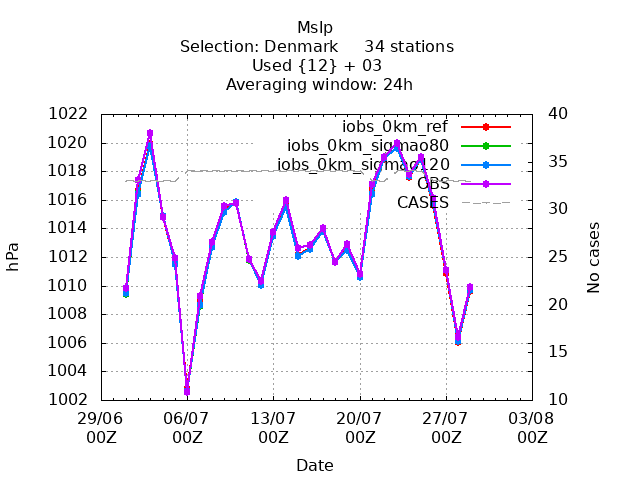 Mslp
Selection: Denmark 34 stations
Used {12} + 03
Averaging window: 24h
1022
1020
1018
1016
1014
1012
1010
1008
1006
1004
1002
hPa
iobs_0km_ref
iobs_0km_sigmao80
iobs_0km_sigmao120
OBS
CASES
40
35
30
25
20
15
10
No cases
29/06 06/07 13/07 20/07 27/07 03/08
00Z 00Z 00Z 00Z 00Z 00Z
Date